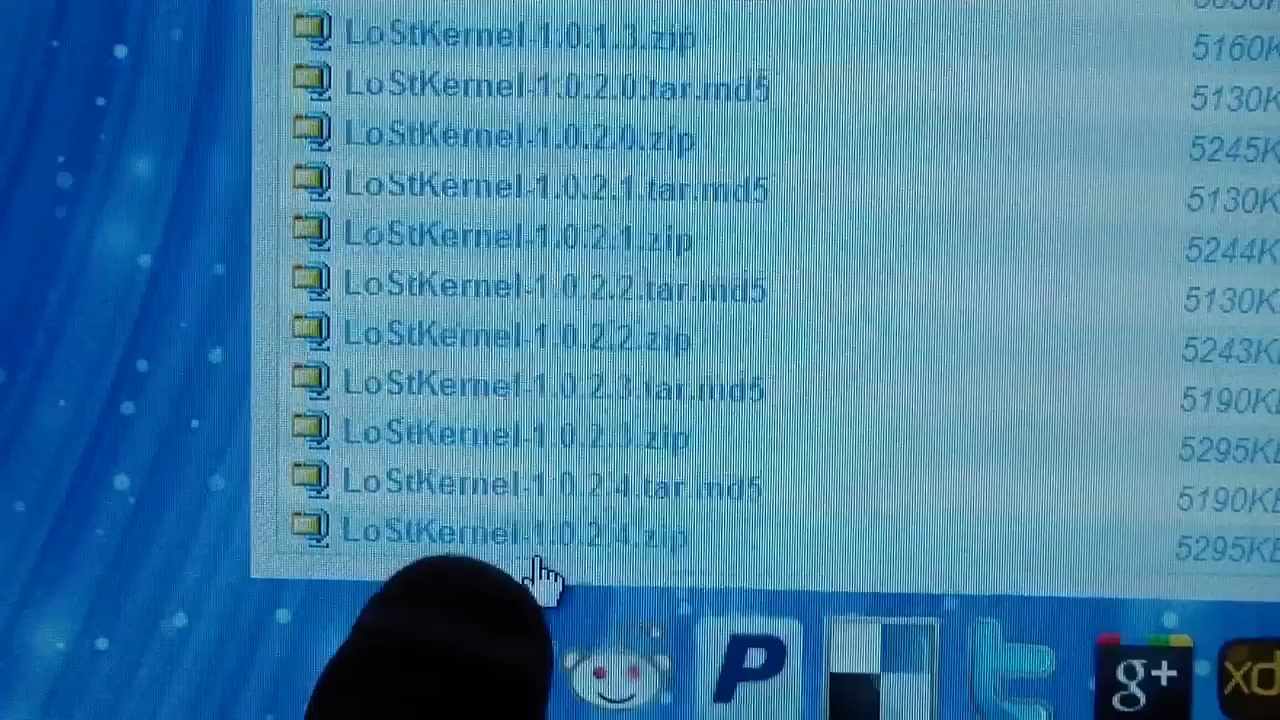 LoStKernel-1.0.1.3.zip 5160K
LoStKernel-1.0.2.0.tar.md5 5130K
LoStKernel-1.0.2.0.zip 5245K
LoStKernel-1.0.2.1.tar.md5 5130K
LoStKernel-1.0.2.1.zip 5244K
LoStKernel-1.0.2.2.tar.md5 5130K
LoStKernel-1.0.2.2.zip 5243K
LoStKernel-1.0.2.3.tar.md5 5190K
LoStKernel-1.0.2.3.zip 5295K
LoStKernel-1.0.2.4.tar.md5 5190K
LoStKernel-1.0.2.4.zip 5295K
P g+ xd